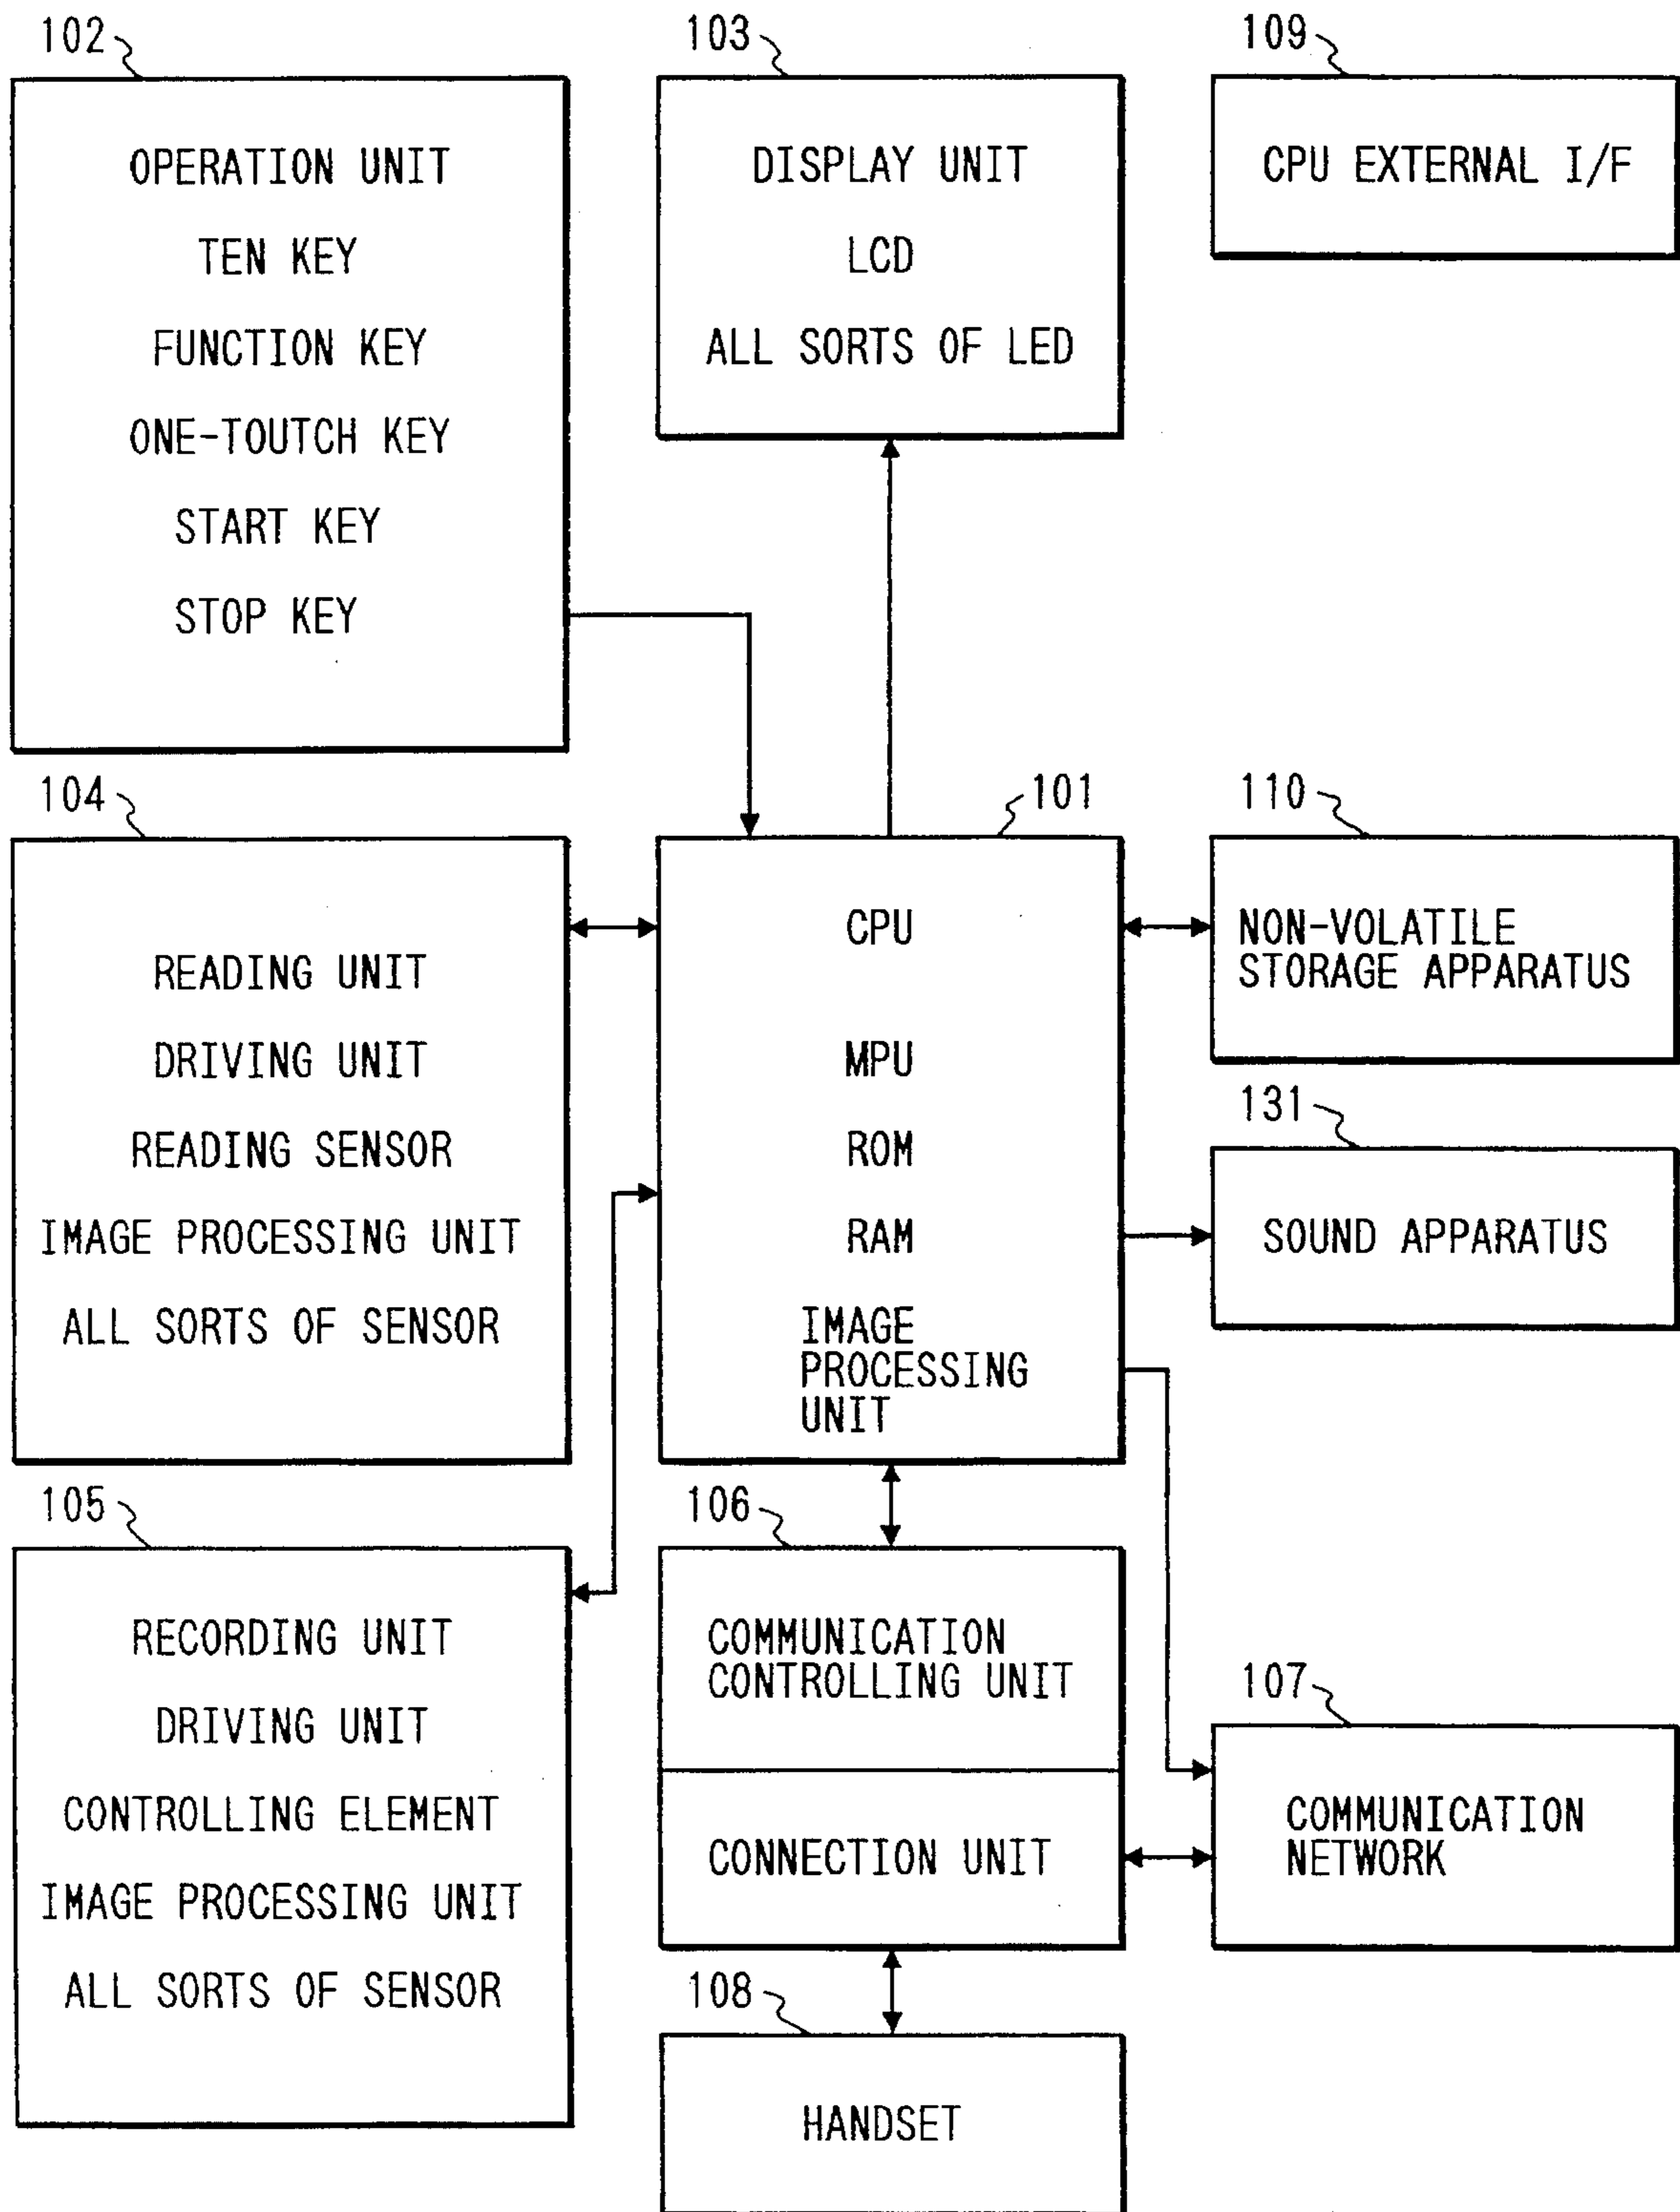 102
OPERATION UNIT
TEN KEY
FUNCTION KEY
ONE-TOUTCH KEY
START KEY
STOP KEY
103
DISPLAY UNIT
LCD
ALL SORTS OF LED
109
CPU EXTERNAL I/F
104
READING UNIT
DRIVING UNIT
READING SENSOR
IMAGE PROCESSING UNIT
ALL SORTS OF SENSOR
101
CPU
MPU
ROM
RAM
IMAGE
PROCESSING
UNIT
110
NON-VOLATILE
STORAGE APPARATUS
131
SOUND APPARATUS
105
RECORDING UNIT
DRIVING UNIT
CONTROLLING ELEMENT
IMAGE PROCESSING UNIT
ALL SORTS OF SENSOR
106
COMMUNICATION
CONTROLLING UNIT
CONNECTION UNIT
107
COMMUNICATION
NETWORK
108
HANDSET